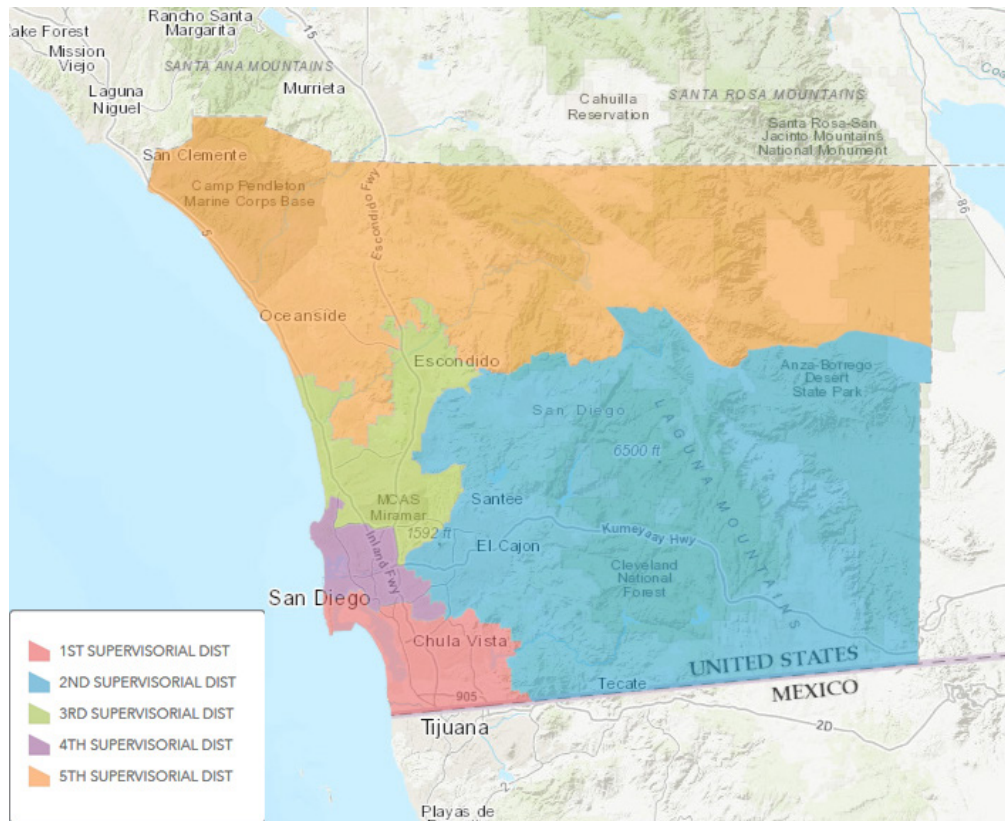 Rancho Santa
Margarita
Lake Forest
Mission
Viejo
15
SANTA ANA MOUNTAINS
Laguna
Niguel
Murrieta
Cahuilla
Reservation
SANTA ROSA MOUNTAINS
Santa Rosa-San
Jacinto Mountains
National Monument
San Clemente
Camp Pendleton
Marine Corps Base
Escondido Fwy
86
5
Oceanside
Escondido
Anza-Borrego
Desert
State Park
San Diego
LAGUNA MOUNTAINS
6500 ft
MCAS
Miramar
Santee
1592 ft
Kumeyaay Hwy
El Cajon
Inland Fwy
Cleveland
National
Forest
San Diego
Chula Vista
UNITED STATES
Tecate
MEXICO
905
Tijuana
2D
2
Playas de
1ST SUPERVISORIAL DIST
2ND SUPERVISORIAL DIST
3RD SUPERVISORIAL DIST
4TH SUPERVISORIAL DIST
5TH SUPERVISORIAL DIST